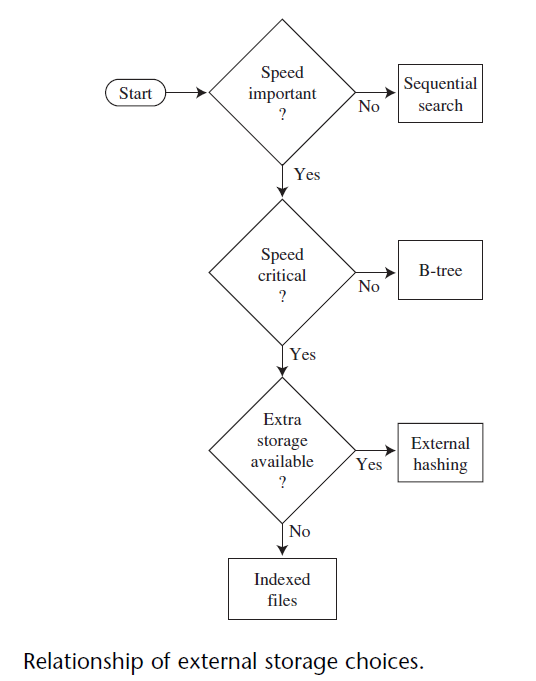 Start
Speed
important
?
No
Sequential
search
Yes
Speed
critical
?
No
B-tree
Yes
Extra
storage
available
?
Yes
External
hashing
No
Indexed
files
Relationship of external storage choices.